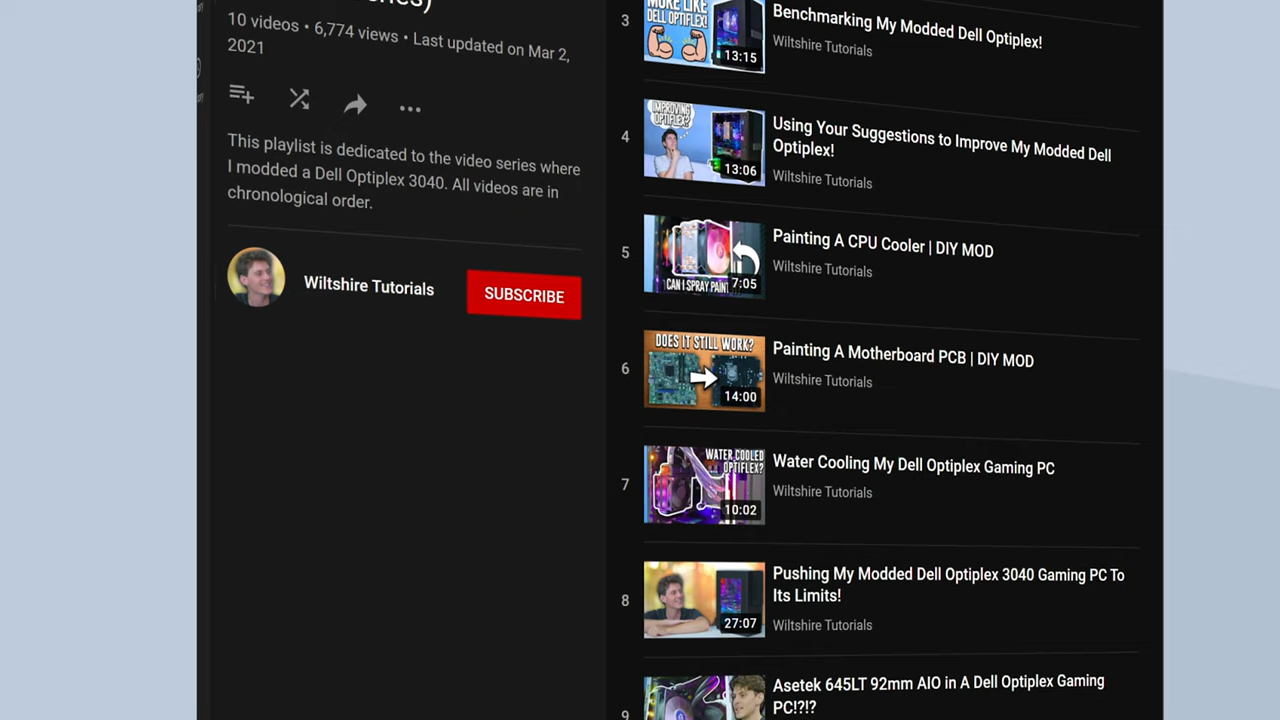 10 videos • 6,774 views • Last updated on Mar 2,
2021
This playlist is dedicated to the video series where
I modded a Dell Optiplex 3040. All videos are in
chronological order.
Wiltshire Tutorials
SUBSCRIBE
3
MORE LIKE
DELL OPTIFLEX!
13:15
Benchmarking My Modded Dell Optiplex!
Wiltshire Tutorials
4
IMPROVING
OPTIFLEX?
13:06
Using Your Suggestions to Improve My Modded Dell
Optiplex!
Wiltshire Tutorials
5
CAN I SPRAY PAINT
7:05
Painting A CPU Cooler | DIY MOD
Wiltshire Tutorials
6
DOES IT STILL WORK?
14:00
Painting A Motherboard PCB | DIY MOD
Wiltshire Tutorials
7
WATER COOLED
OPTIFLEX?
10:02
Water Cooling My Dell Optiplex Gaming PC
Wiltshire Tutorials
8
27:07
Pushing My Modded Dell Optiplex 3040 Gaming PC To
Its Limits!
Wiltshire Tutorials
9
Asetek 645LT 92mm AIO in A Dell Optiplex Gaming
PC!?!?